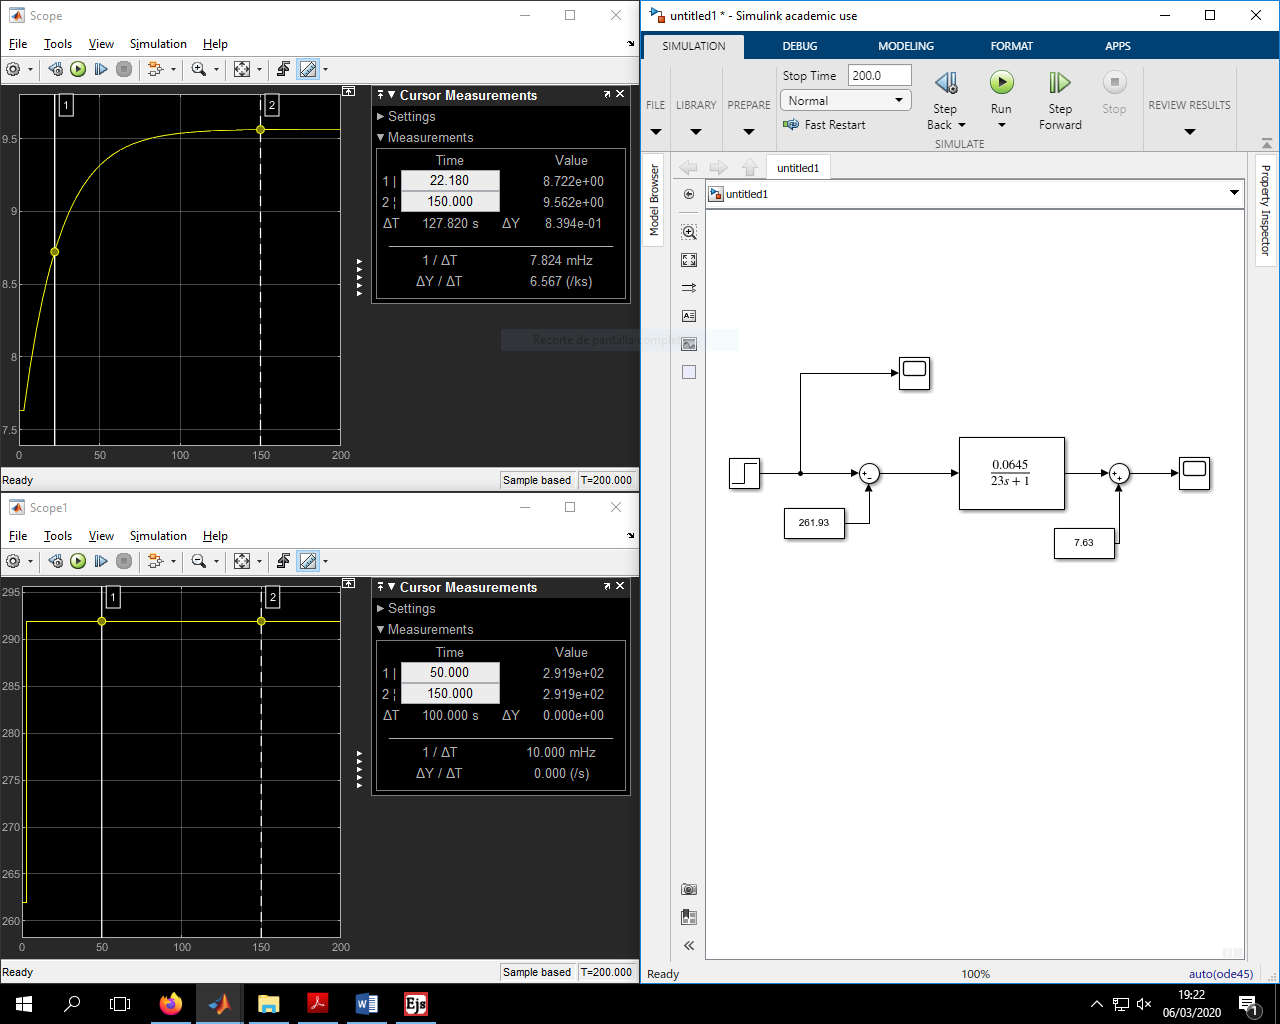 Scope
File Tools View Simulation Help
1 2
9.5
9
8.5
8
7.5
0 50 100 150 200
Cursor Measurements
Settings
Measurements
Time Value
1 | 22.180 8.722e+00
2 ¦ 150.000 9.562e+00
ΔT 127.820 s ΔY 8.394e-01
1 / ΔT 7.824 mHz
ΔY / ΔT 6.567 (/ks)
Recorte de pantalla
Ready Sample based T=200.000
Scope1
File Tools View Simulation Help
1 2
295
290
285
280
275
270
265
260
0 50 100 150 200
Cursor Measurements
Settings
Measurements
Time Value
1 | 50.000 2.919e+02
2 ¦ 150.000 2.919e+02
ΔT 100.000 s ΔY 0.000e+00
1 / ΔT 10.000 mHz
ΔY / ΔT 0.000 (/s)
Ready Sample based T=200.000
untitled1 * - Simulink academic use
SIMULATION DEBUG MODELING FORMAT APPS
FILE LIBRARY PREPARE
Stop Time 200.0
Normal
Fast Restart
Step Back
Run
Step Forward
Stop
SIMULATE
REVIEW RESULTS
Model Browser
untitled1
untitled1
Property Inspector
0.0645
23s + 1
261.93
7.63
Ready 100% auto(ode45)
Ejs
19:22
06/03/2020
1